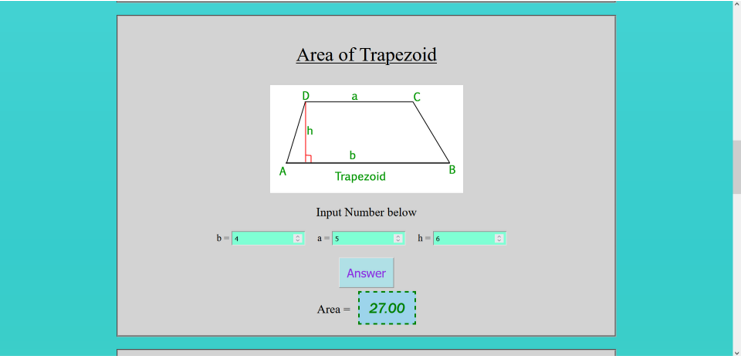 Area of Trapezoid
D a C
h
b
A B
Trapezoid
Input Number below
b = 4 a = 5 h = 6
Answer
Area = 27.00